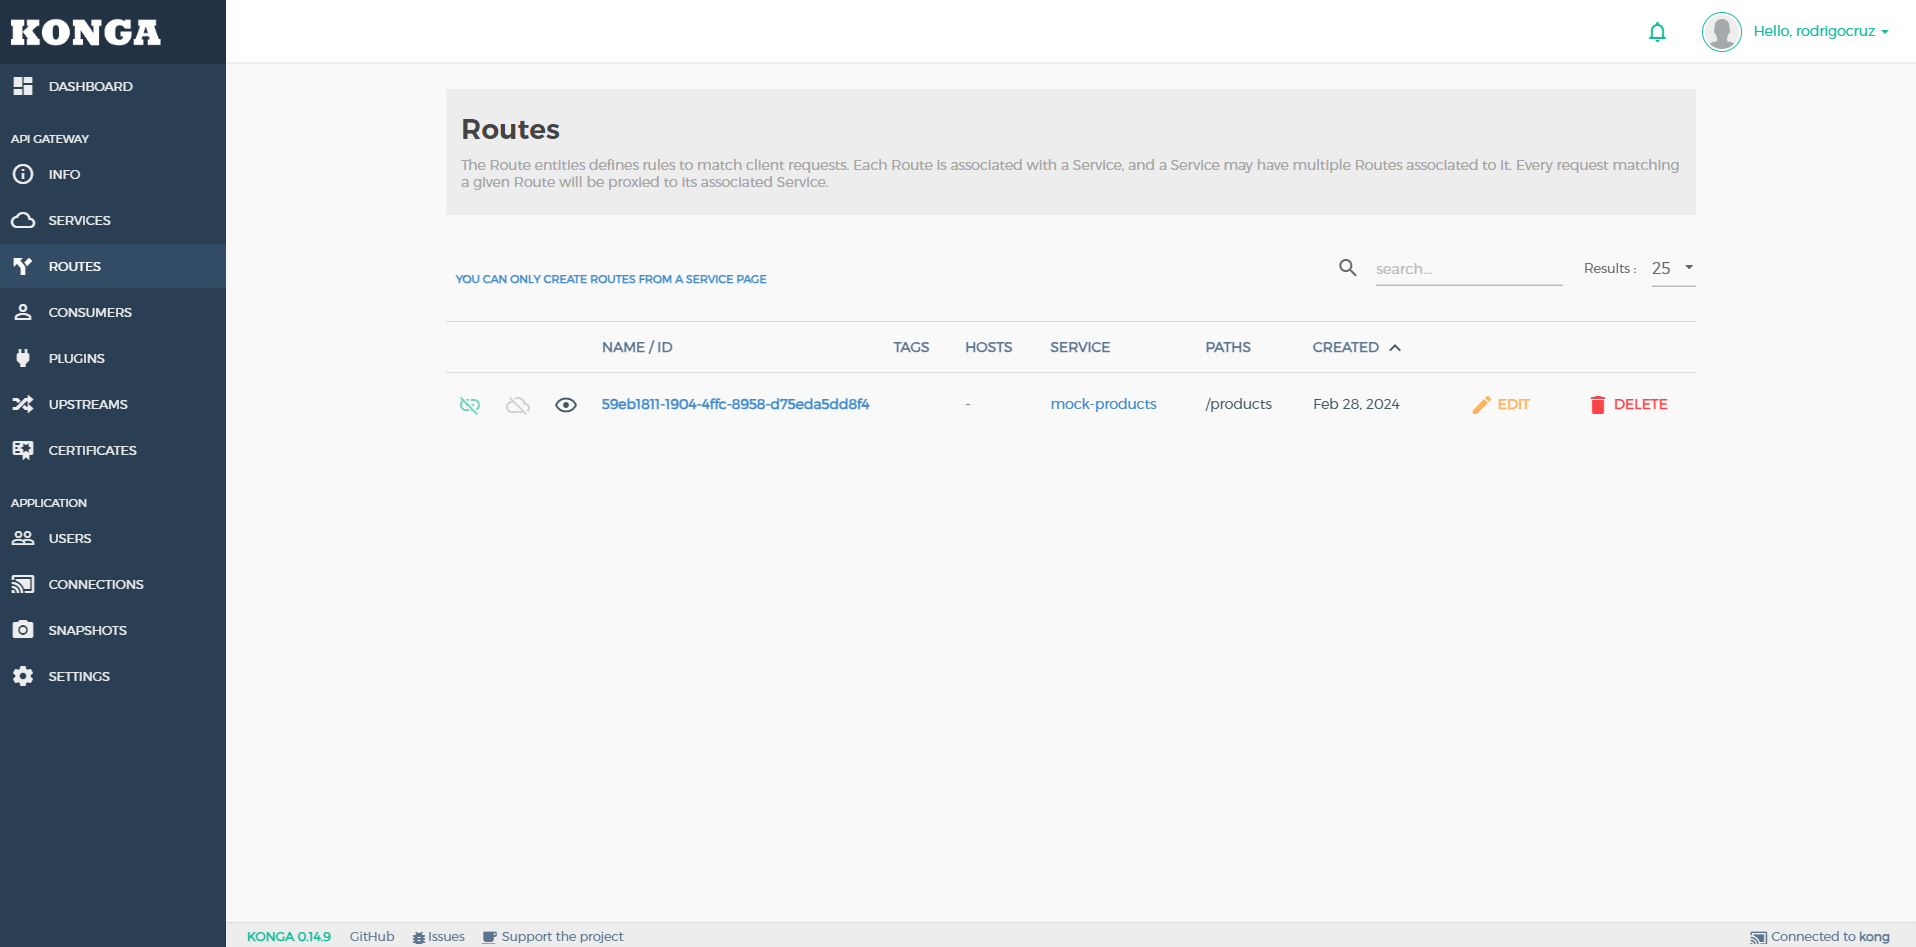 KONGA
Hello, rodrigocruz
DASHBOARD
API GATEWAY
INFO
SERVICES
ROUTES
CONSUMERS
PLUGINS
UPSTREAMS
CERTIFICATES
APPLICATION
USERS
CONNECTIONS
SNAPSHOTS
SETTINGS
Routes
The Route entities defines rules to match client requests. Each Route is associated with a Service, and a Service may have multiple Routes associated to it. Every request matching
a given Route will be proxied to its associated Service.
YOU CAN ONLY CREATE ROUTES FROM A SERVICE PAGE
search...
Results : 25
NAME / ID TAGS HOSTS SERVICE PATHS CREATED
59eb1811-1904-4ffc-8958-d75eda5dd8f4 - mock-products /products Feb 28, 2024 EDIT DELETE
KONGA 0.14.9 GitHub Issues Support the project Connected to kong